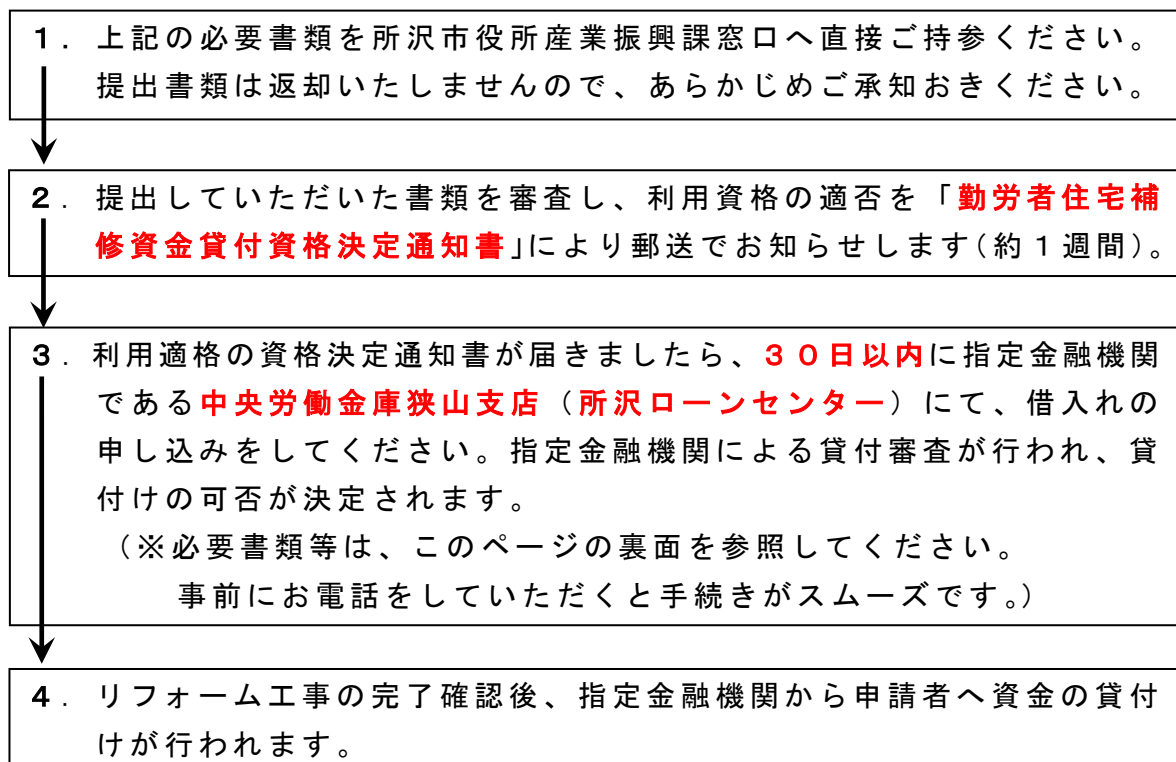 １．上記の必要書類を所沢市役所産業振興課窓口へ直接ご持参ください。
提出書類は返却いたしませんので、あらかじめご承知おきください。
２．提出していただいた書類を審査し、利用資格の適否を「勤労者住宅補
修資金貸付資格決定通知書」により郵送でお知らせします(約１週間)。
３．利用適格の資格決定通知書が届きましたら、３０日以内に指定金融機関
である中央労働金庫狭山支店（所沢ローンセンター）にて、借入れの
申し込みをしてください。指定金融機関による貸付審査が行われ、貸
付けの可否が決定されます。
（※必要書類等は、このページの裏面を参照してください。
事前にお電話をしていただくと手続きがスムーズです。）
４．リフォーム工事の完了確認後、指定金融機関から申請者へ資金の貸付
けが行われます。